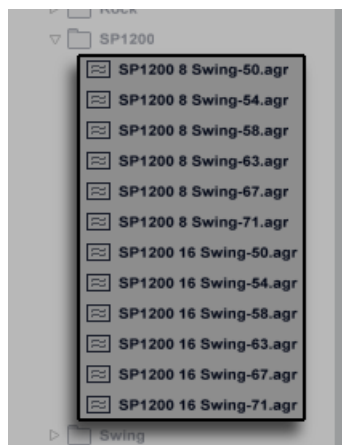 Rock
SP1200
SP1200 8 Swing-50.agr
SP1200 8 Swing-54.agr
SP1200 8 Swing-58.agr
SP1200 8 Swing-63.agr
SP1200 8 Swing-67.agr
SP1200 8 Swing-71.agr
SP1200 16 Swing-50.agr
SP1200 16 Swing-54.agr
SP1200 16 Swing-58.agr
SP1200 16 Swing-63.agr
SP1200 16 Swing-67.agr
SP1200 16 Swing-71.agr
Swing